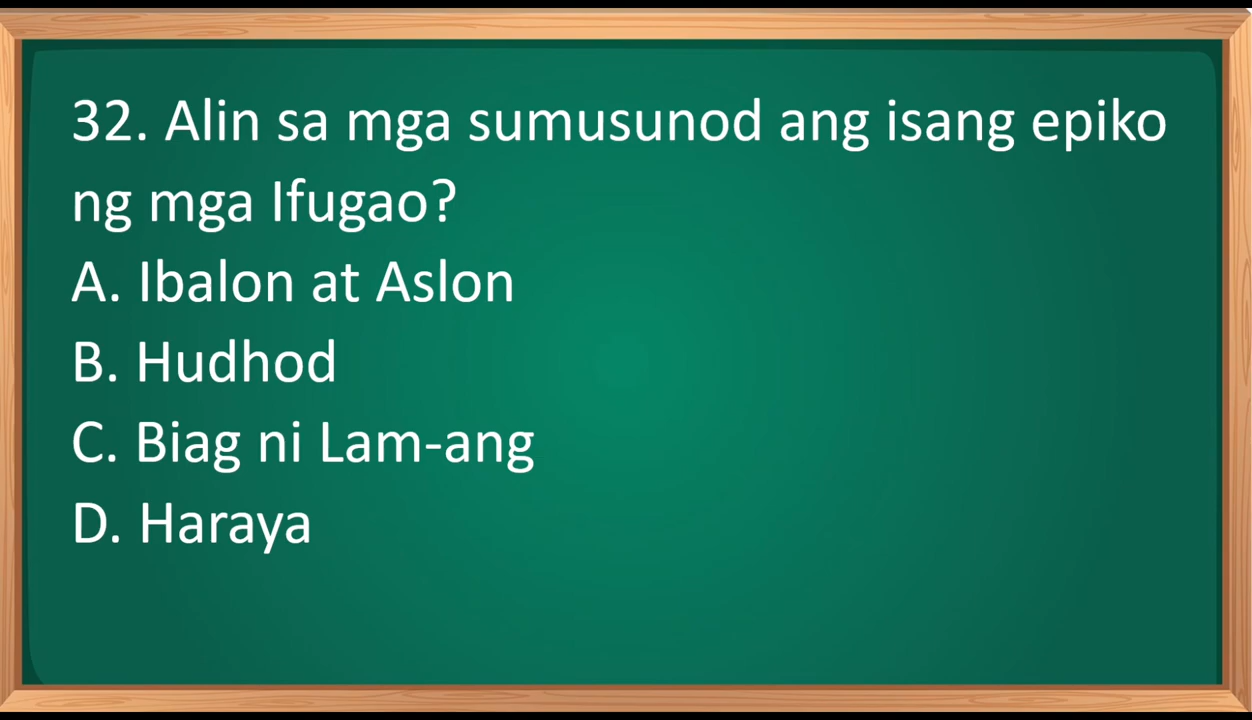 32. Alin sa mga sumusunod ang isang epiko
ng mga Ifugao?
A. Ibalon at Aslon
B. Hudhod
C. Biag ni Lam-ang
D. Haraya